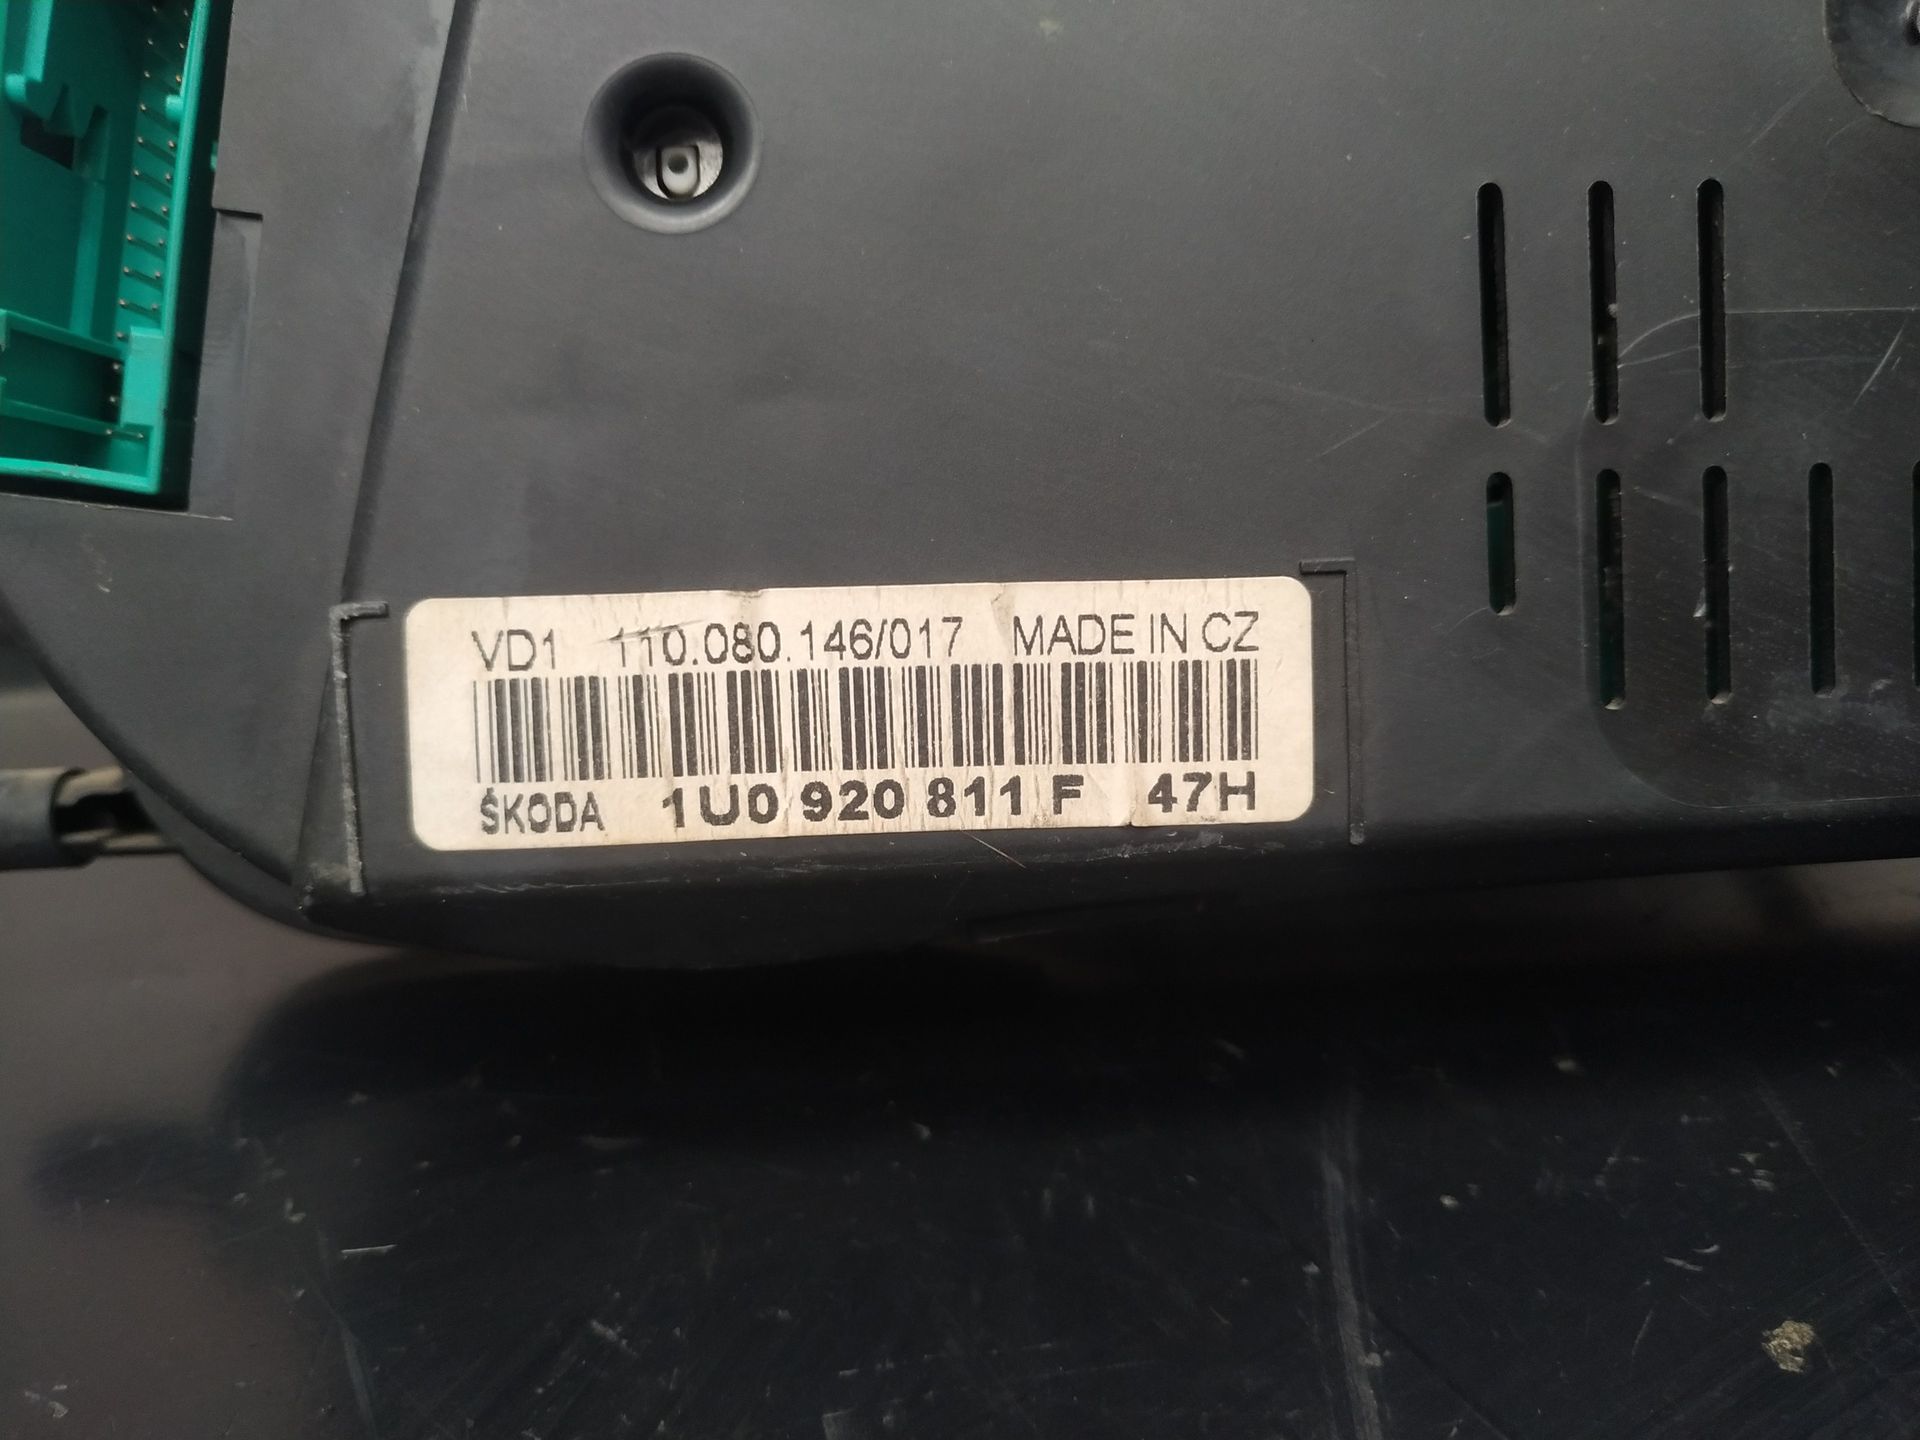 VD1 110.080.146/017 MADE IN CZ
ŠKODA 1U0 920 811 F 47H